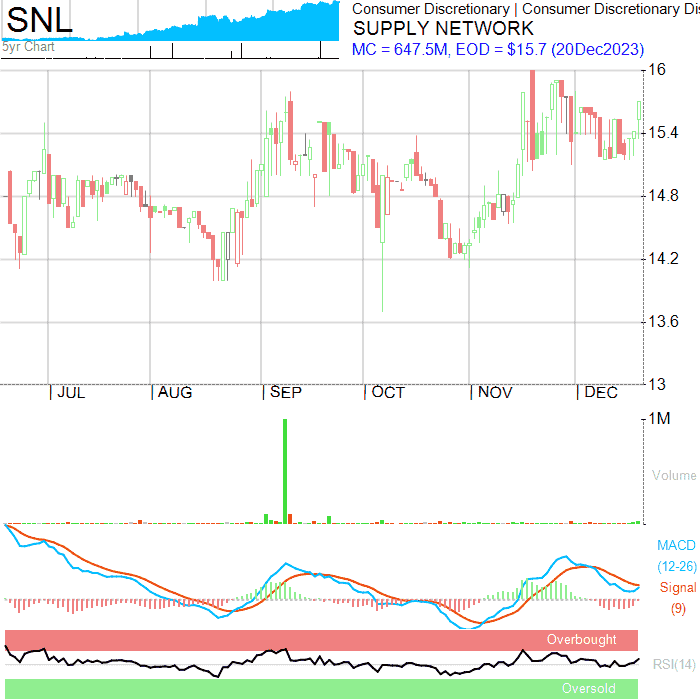 SNL
5yr Chart
Consumer Discretionary | Consumer Discretionary Dis
SUPPLY NETWORK
MC = 647.5M, EOD = $15.7 (20Dec2023)
16
15.4
14.8
14.2
13.6
13
JUL AUG SEP OCT NOV DEC
1M
Volume
MACD
(12-26)
Signal
(9)
Overbought
RSI(14)
Oversold